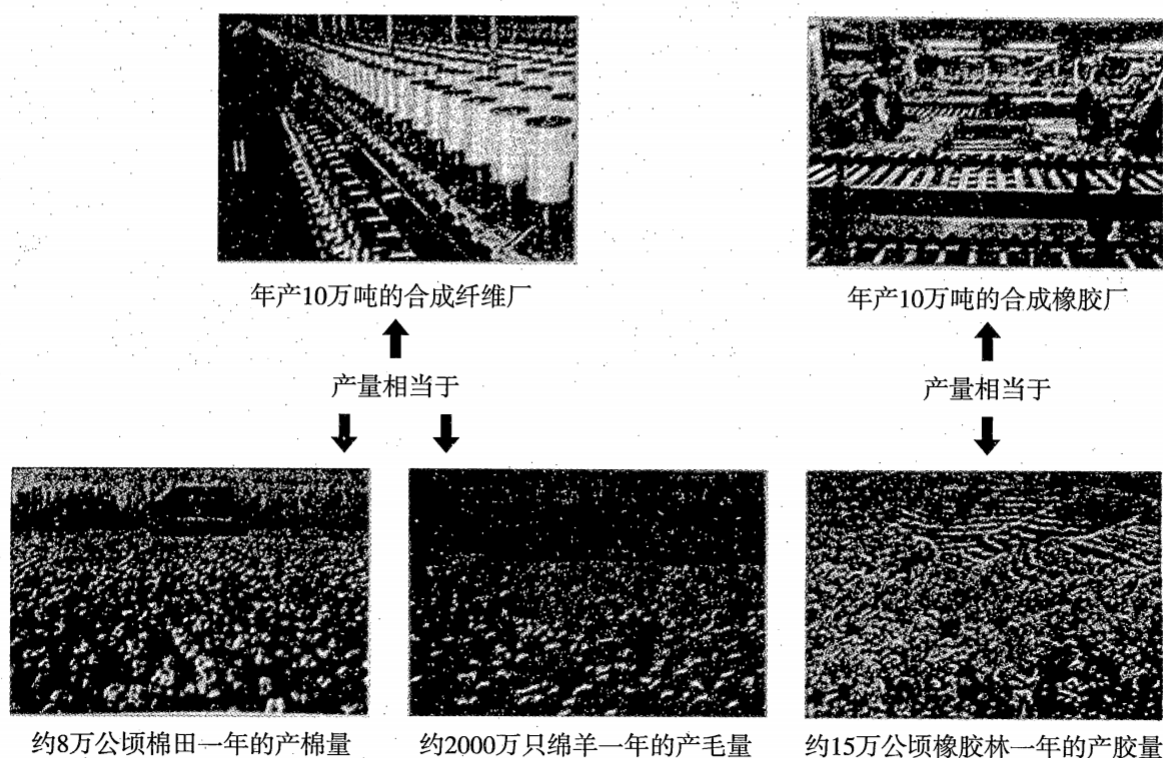 年产10万吨的合成纤维厂
年产10万吨的合成橡胶厂
产量相当于
产量相当于
约8万公顷棉田一年的产棉量
约2000万只绵羊一年的产毛量
约15万公顷橡胶林一年的产胶量